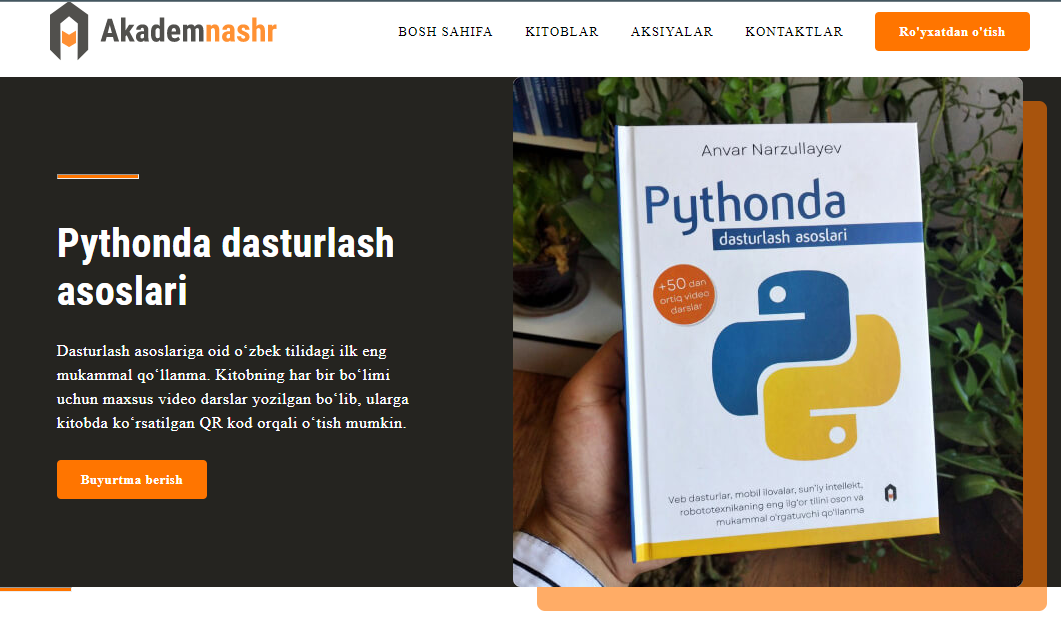 Akademnashr
BOSH SAHIFA
KITOBLAR
AKSIYALAR
KONTAKTLAR
Ro'yxatdan o'tish
Pythonda dasturlash
asoslari
Dasturlash asoslariga oid oʻzbek tilidagi ilk eng
mukammal qoʻllanma. Kitobning har bir boʻlimi
uchun maxsus video darslar yozilgan boʻlib, ularga
kitobda koʻrsatilgan QR kod orqali oʻtish mumkin.
Buyurtma berish
Anvar Narzullayev
Pythonda
dasturlash asoslari
+50 dan
ortiq video
darslar
Veb dasturlar, mobil ilovalar, sun'iy intellekt,
robototexnikaning eng ilg'or tilini oson va
mukammal o'rgatuvchi qo'llanma